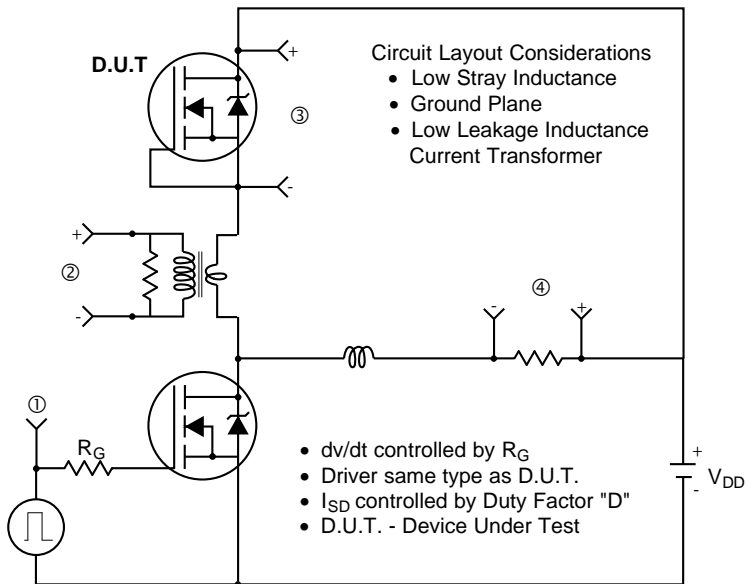 D.U.T
+
③
-
Circuit Layout Considerations
• Low Stray Inductance
• Ground Plane
• Low Leakage Inductance
Current Transformer
+
②
-
④
- +
①
R_G
• dv/dt controlled by R_G
• Driver same type as D.U.T.
• I_SD controlled by Duty Factor "D"
• D.U.T. - Device Under Test
+
V_DD
-